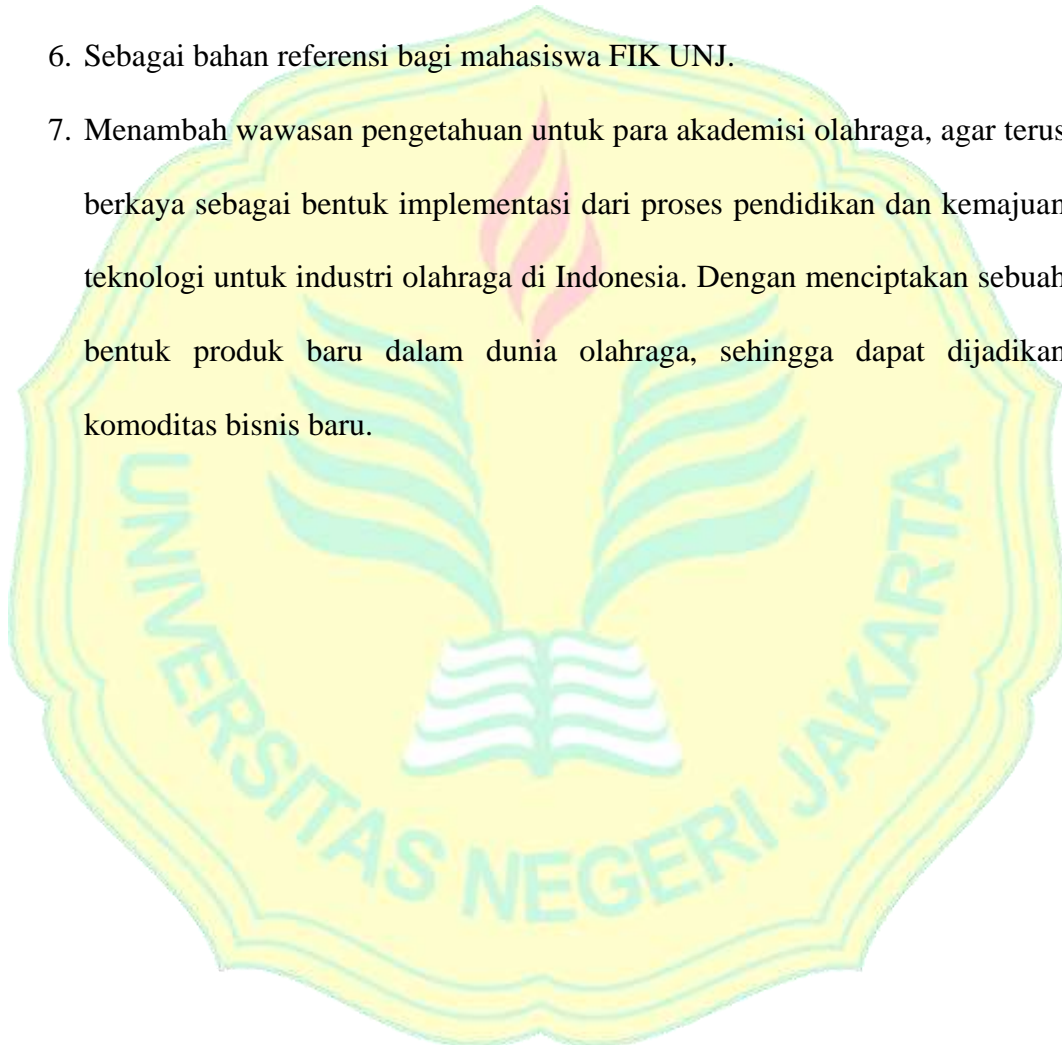 6. Sebagai bahan referensi bagi mahasiswa FIK UNJ.
7. Menambah wawasan pengetahuan untuk para akademisi olahraga, agar terus
berkaya sebagai bentuk implementasi dari proses pendidikan dan kemajuan
teknologi untuk industri olahraga di Indonesia. Dengan menciptakan sebuah
bentuk produk baru dalam dunia olahraga, sehingga dapat dijadikan
komoditas bisnis baru.
UNIVERSITAS NEGERI JAKARTA